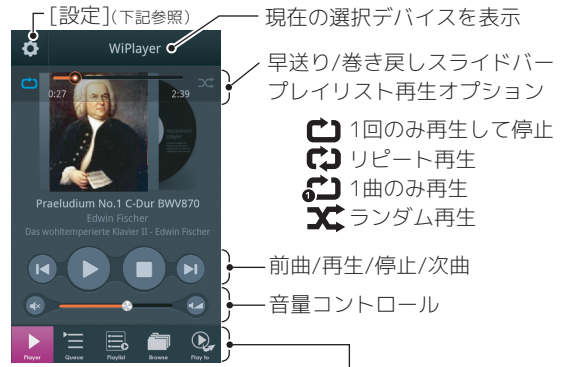 [設定](下記参照)
現在の選択デバイスを表示
WiPlayer
早送り/巻き戻しスライドバー
プレイリスト再生オプション
0:27
2:39
1回のみ再生して停止
リピート再生
1
1曲のみ再生
ランダム再生
Praeludium No.1 C-Dur BWV870
Edwin Fischer
Das wohltemperierte Klavier II - Edwin Fischer
前曲/再生/停止/次曲
音量コントロール
Player Queue Playlist Browse Play to